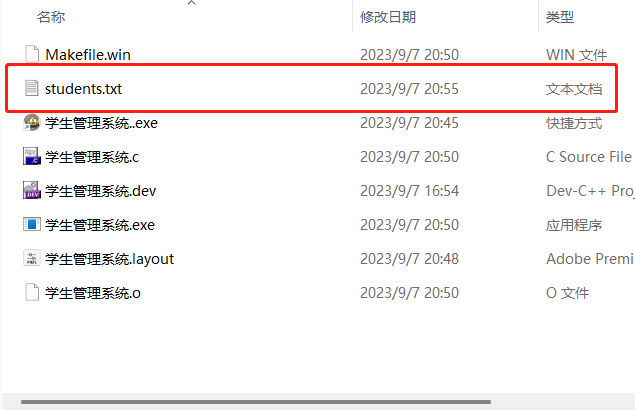 名称 修改日期 类型
Makefile.win 2023/9/7 20:50 WIN 文件
students.txt 2023/9/7 20:55 文本文档
学生管理系统..exe 2023/9/7 20:45 快捷方式
学生管理系统.c 2023/9/7 20:50 C Source File
学生管理系统.dev 2023/9/7 16:54 Dev-C++ Proj
学生管理系统.exe 2023/9/7 20:50 应用程序
学生管理系统.layout 2023/9/7 20:48 Adobe Premi
学生管理系统.o 2023/9/7 20:50 O 文件